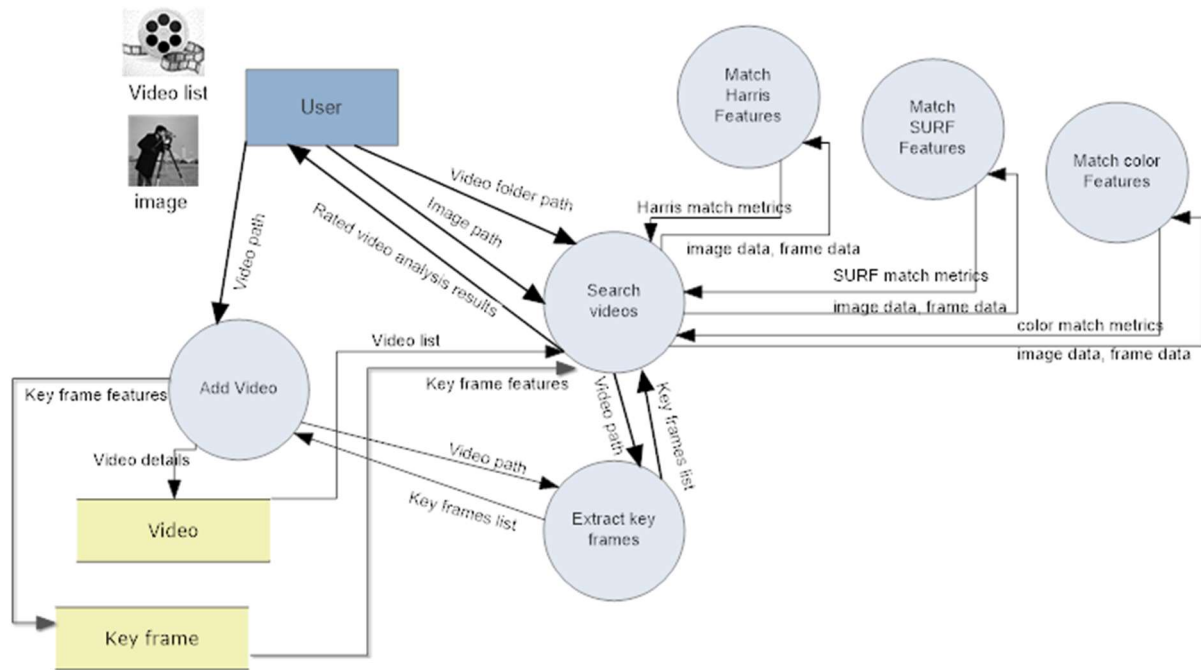 Video list
image
User
Match
Harris
Features
Match
SURF
Features
Match color
Features
Video folder path
Image path
Rated video analysis results
Video path
Harris match metrics
image data, frame data
Search
videos
SURF match metrics
image data, frame data
color match metrics
image data, frame data
Video list
Key frame features
Add Video
Key frame features
Video details
Video path
Key frames list
Video path
Key frames list
Extract key
frames
Video
Key frame